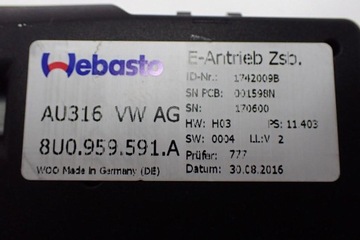 Webasto
E-Antrieb Zsb.
ID-Nr.: 1742009B
SN PCB: 001598N
SN: 170600
AU316 VW AG
HW: H03 PS: 11.403
8U0.959.591.A
SW: 0004 I.I.:V 2
Prüfer: 777
WOO Made in Germany (DE)
Datum: 30.08.2016